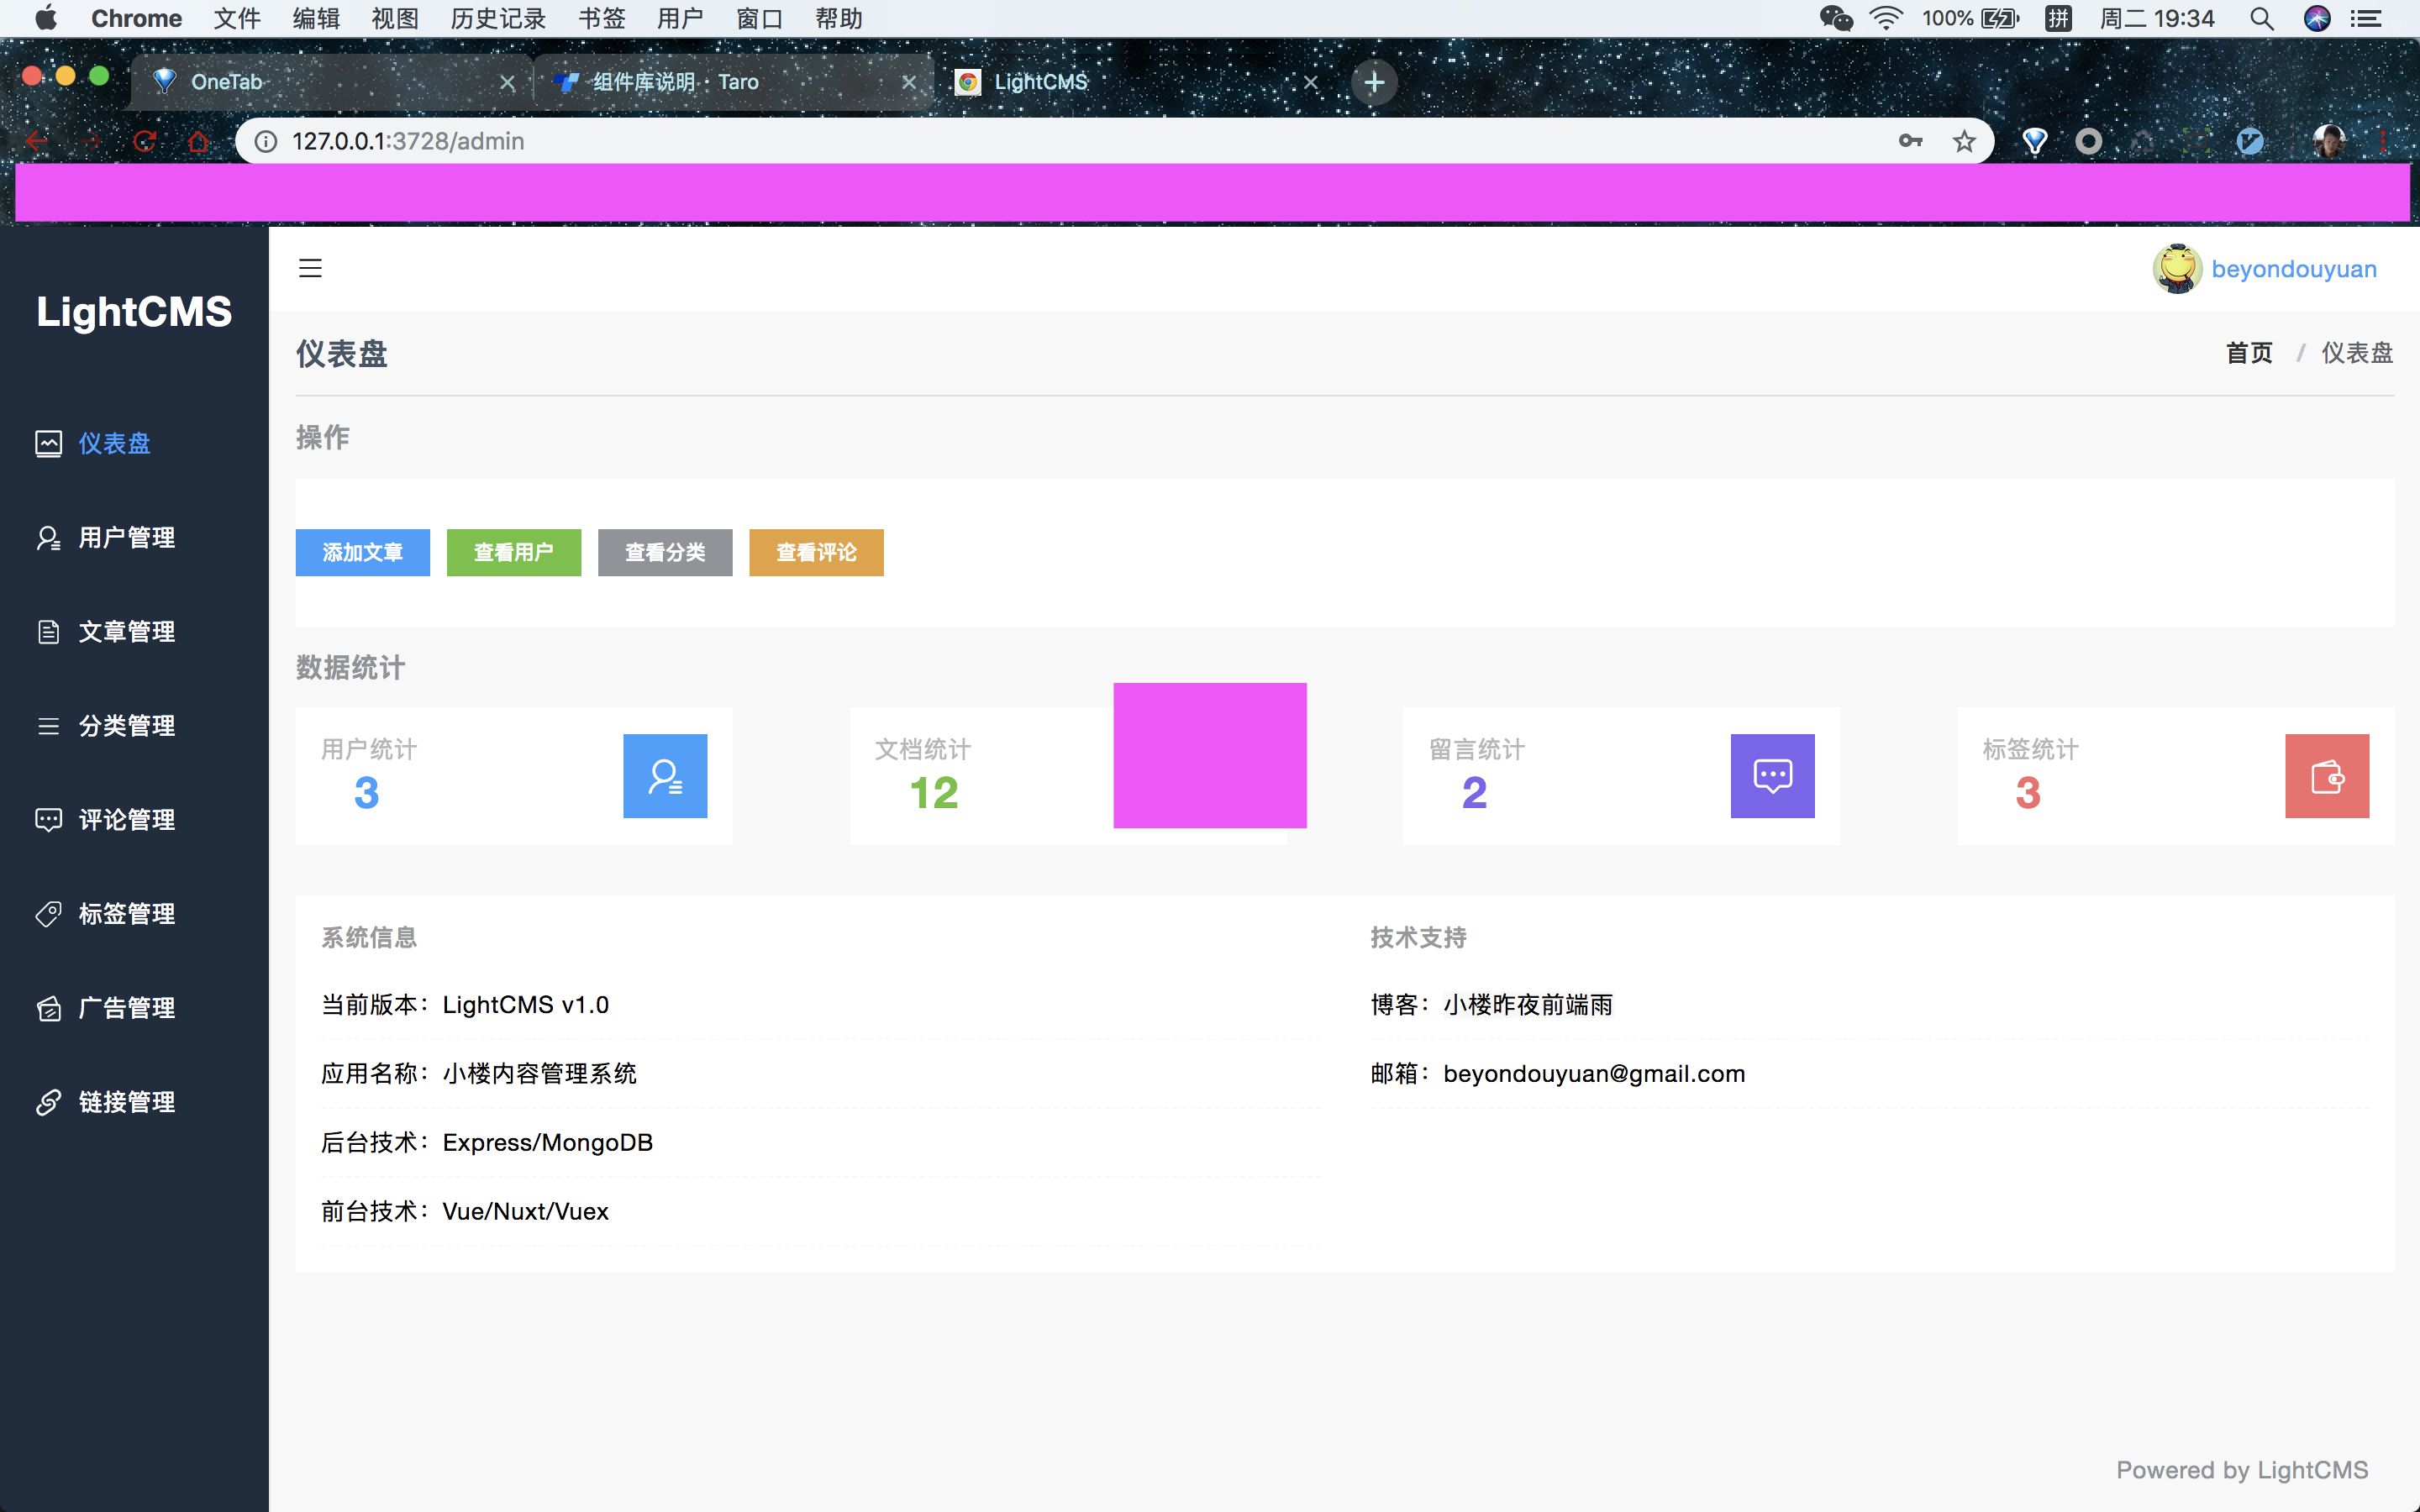 Chrome 文件 编辑 视图 历史记录 书签 用户 窗口 帮助 100% 拼 周二 19:34
OneTab 组件库说明 · Taro LightCMS
127.0.0.1:3728/admin
LightCMS
beyondouyuan
仪表盘
首页 / 仪表盘
仪表盘
用户管理
文章管理
分类管理
评论管理
标签管理
广告管理
链接管理
操作
添加文章 查看用户 查看分类 查看评论
数据统计
用户统计
3
文档统计
12
留言统计
2
标签统计
3
系统信息
当前版本：LightCMS v1.0
应用名称：小楼内容管理系统
后台技术：Express/MongoDB
前台技术：Vue/Nuxt/Vuex
技术支持
博客：小楼昨夜前端雨
邮箱：beyondouyuan@gmail.com
Powered by LightCMS